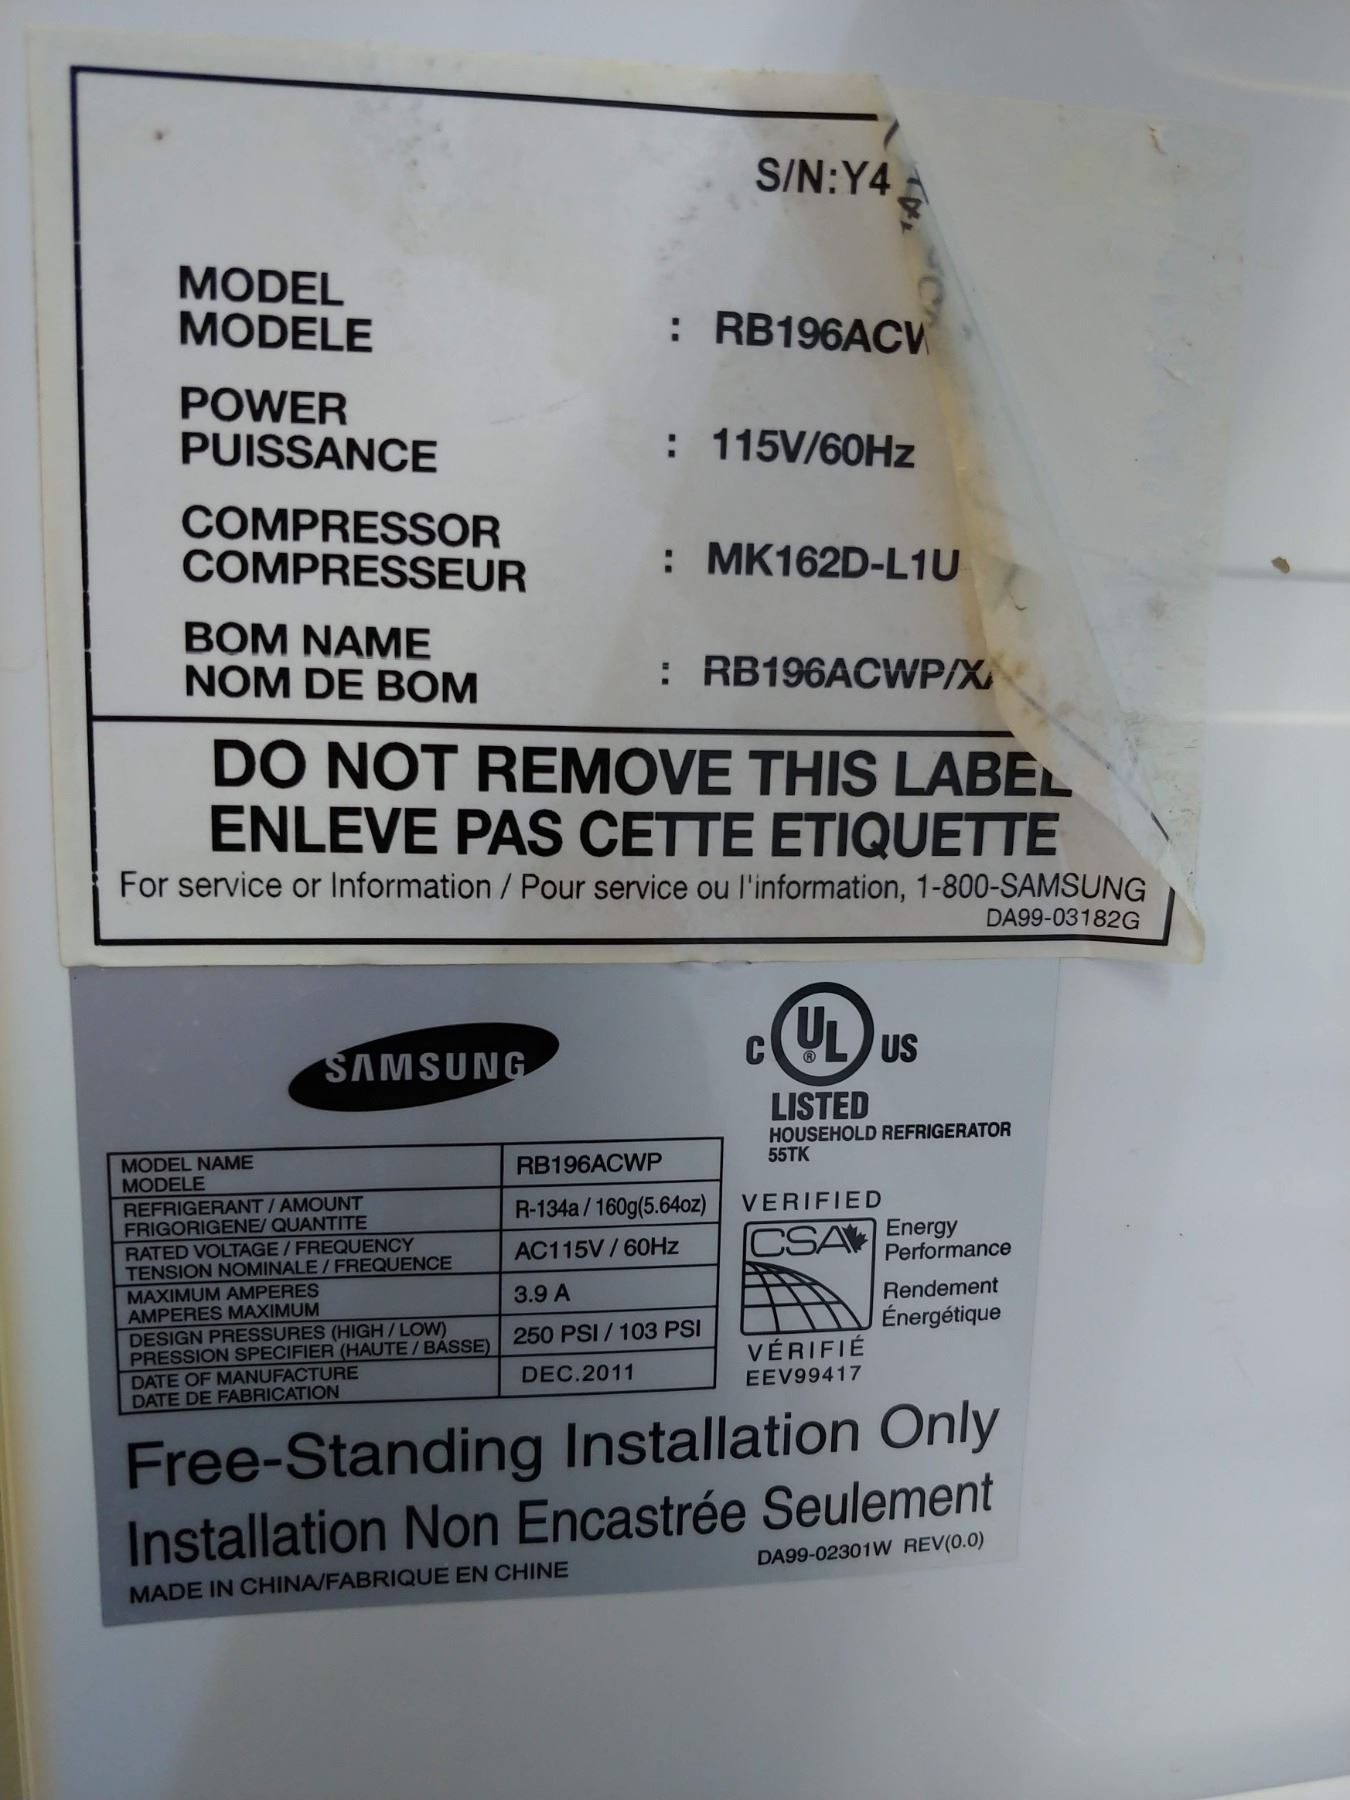 S/N:Y4
MODEL
MODELE : RB196ACW
POWER
PUISSANCE : 115V/60Hz
COMPRESSOR
COMPRESSEUR : MK162D-L1U
BOM NAME
NOM DE BOM : RB196ACWP/XA
DO NOT REMOVE THIS LABEL
ENLEVE PAS CETTE ETIQUETTE
For service or Information / Pour service ou l'information, 1-800-SAMSUNG
DA99-03182G
SAMSUNG
C UL ® US
LISTED
HOUSEHOLD REFRIGERATOR
55TK
MODEL NAME
MODELE
RB196ACWP
REFRIGERANT / AMOUNT
FRIGORIGENE/ QUANTITE
R-134a / 160g(5.64oz)
RATED VOLTAGE / FREQUENCY
TENSION NOMINALE / FREQUENCE
AC115V / 60Hz
MAXIMUM AMPERES
AMPERES MAXIMUM
3.9 A
DESIGN PRESSURES (HIGH / LOW)
PRESSION SPECIFIER (HAUTE / BASSE)
250 PSI / 103 PSI
DATE OF MANUFACTURE
DATE DE FABRICATION
DEC.2011
VERIFIED
CSA
Energy
Performance
Rendement
Énergétique
VÉRIFIÉ
EEV99417
Free-Standing Installation Only
Installation Non Encastrée Seulement
MADE IN CHINA/FABRIQUE EN CHINE
DA99-02301W REV(0.0)